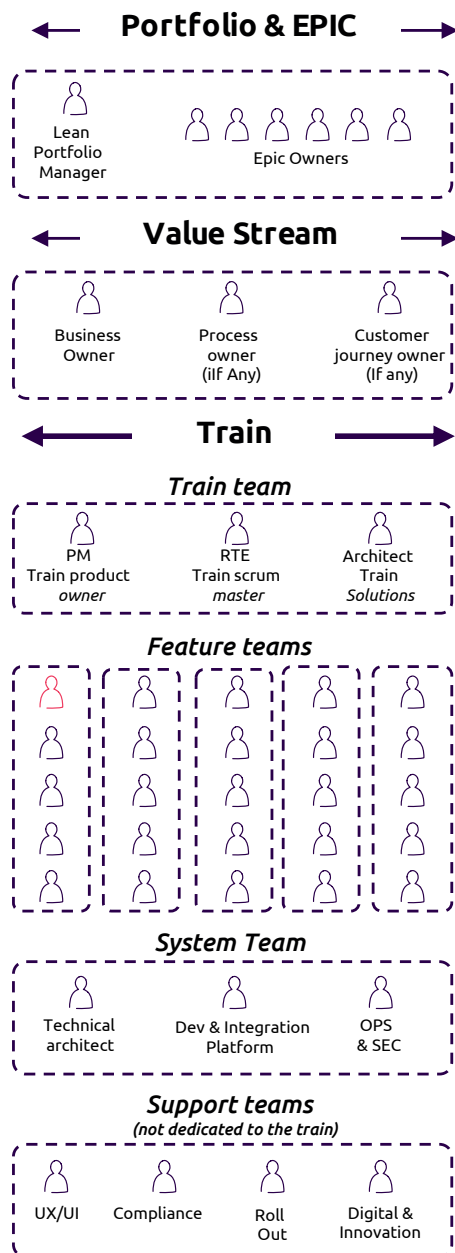 Portfolio & EPIC
Lean
Portfolio
Manager
Epic Owners
Value Stream
Business
Owner
Process
owner
(iIf Any)
Customer
journey owner
(If any)
Train
Train team
PM
Train product
owner
RTE
Train scrum
master
Architect
Train
Solutions
Feature teams
System Team
Technical
architect
Dev & Integration
Platform
OPS
& SEC
Support teams
(not dedicated to the train)
UX/UI
Compliance
Roll
Out
Digital &
Innovation